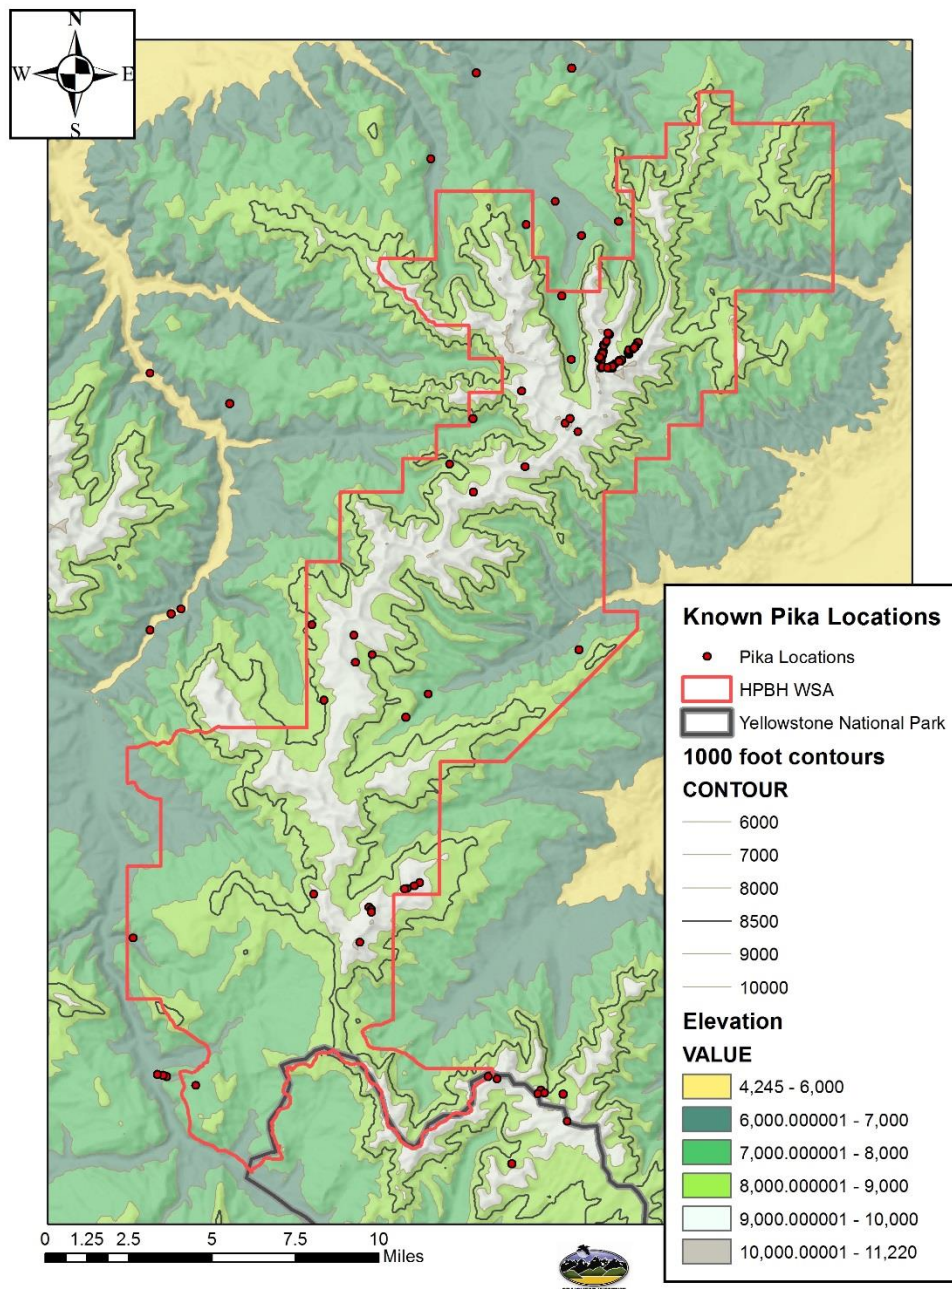 N
W E
S
Known Pika Locations
Pika Locations
HPBH WSA
Yellowstone National Park
1000 foot contours
CONTOUR
6000
7000
8000
8500
9000
10000
Elevation
VALUE
4,245 - 6,000
6,000.000001 - 7,000
7,000.000001 - 8,000
8,000.000001 - 9,000
9,000.000001 - 10,000
10,000.00001 - 11,220
0 1.25 2.5 5 7.5 10
Miles